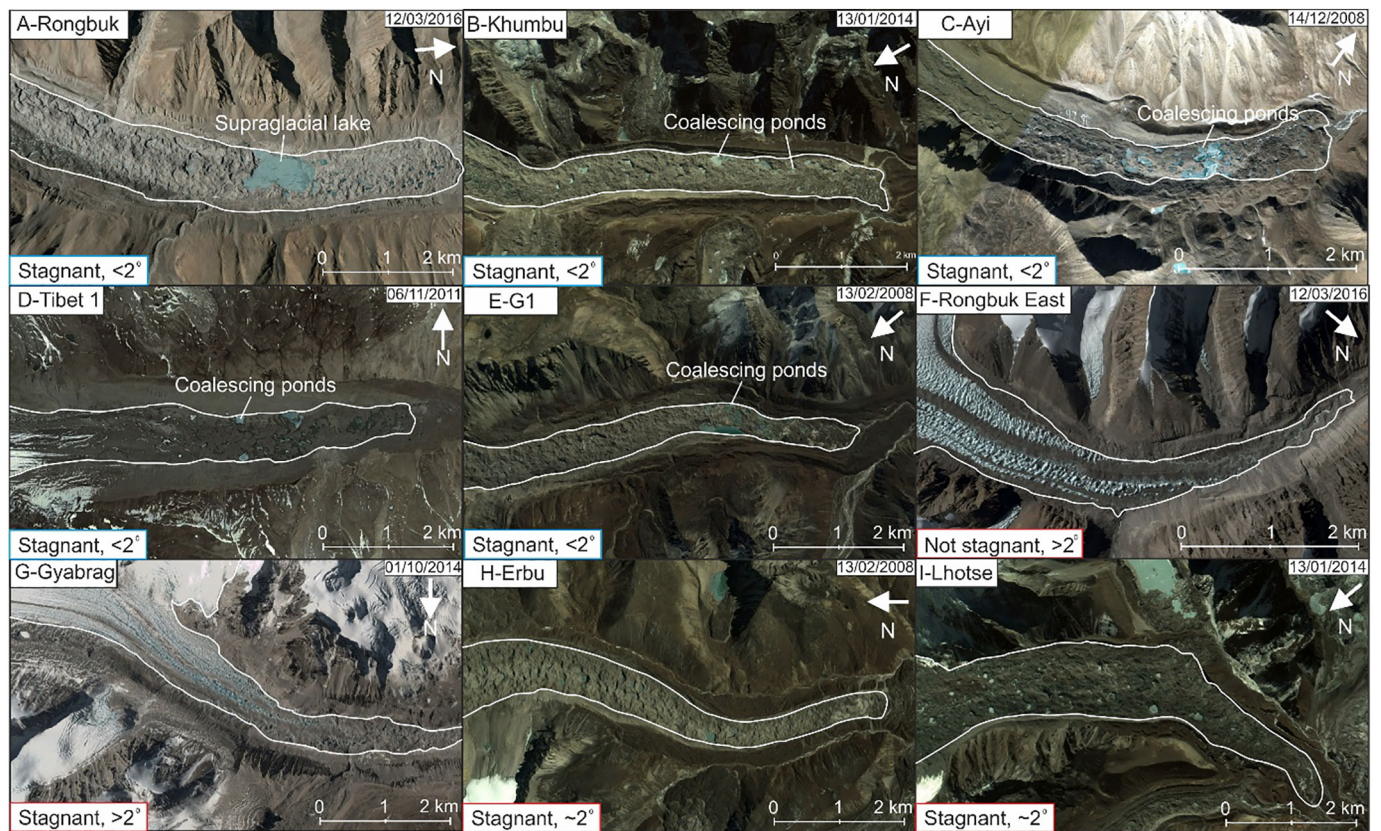 A-Rongbuk
12/03/2016
N
Supraglacial lake
0 1 2 km
Stagnant, <2°
B-Khumbu
13/01/2014
N
Coalescing ponds
0 1 2 km
Stagnant, <2°
C-Ayi
14/12/2008
N
Coalescing ponds
0 1 2 km
Stagnant, <2°
D-Tibet 1
06/11/2011
N
Coalescing ponds
0 1 2 km
Stagnant, <2°
E-G1
13/02/2008
N
Coalescing ponds
0 1 2 km
Stagnant, <2°
F-Rongbuk East
12/03/2016
N
0 1 2 km
Not stagnant, >2°
G-Gyabrag
01/10/2014
N
0 1 2 km
Stagnant, >2°
H-Erbu
13/02/2008
N
0 1 2 km
Stagnant, ~2°
I-Lhotse
13/01/2014
N
0 1 2 km
Stagnant, ~2°